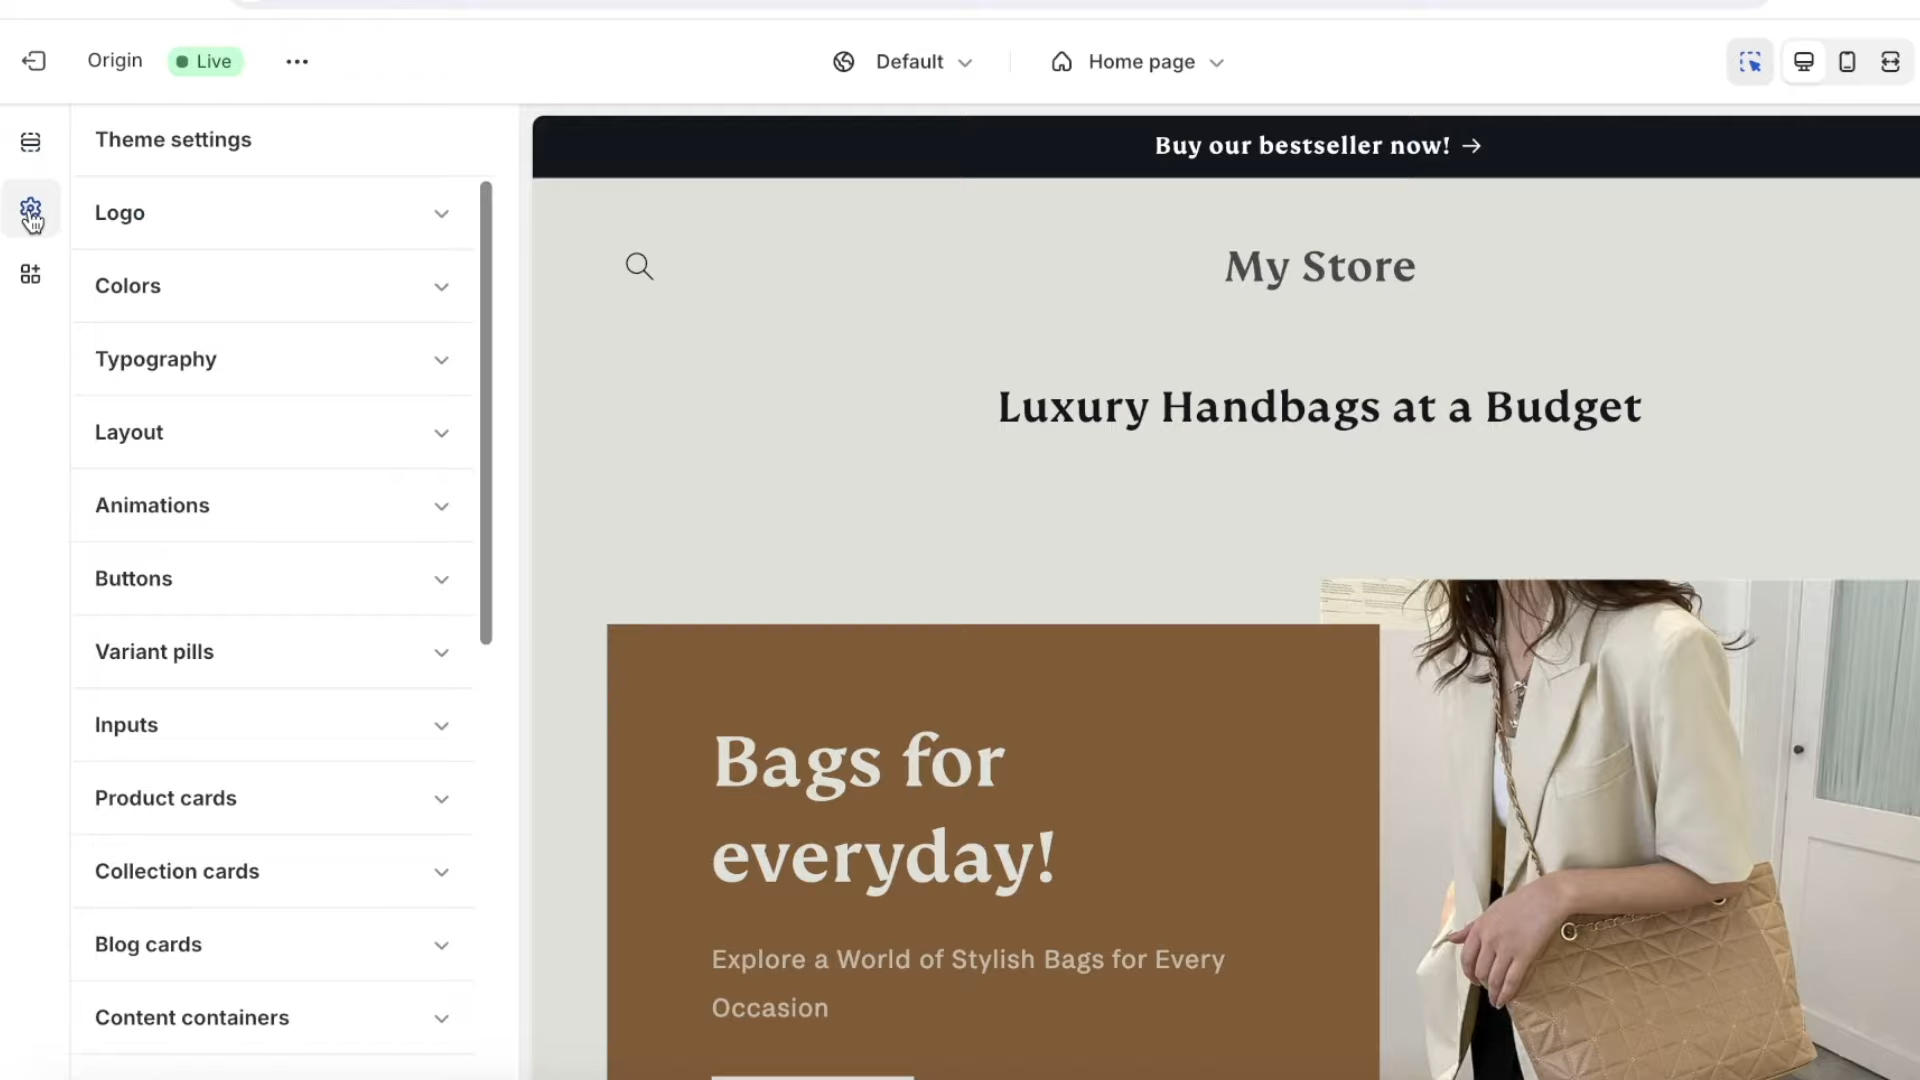 Origin
Live
Default
Home page
Theme settings
Logo
Colors
Typography
Layout
Animations
Buttons
Variant pills
Inputs
Product cards
Collection cards
Blog cards
Content containers
Buy our bestseller now! →
My Store
Luxury Handbags at a Budget
Bags for
everyday!
Explore a World of Stylish Bags for Every
Occasion